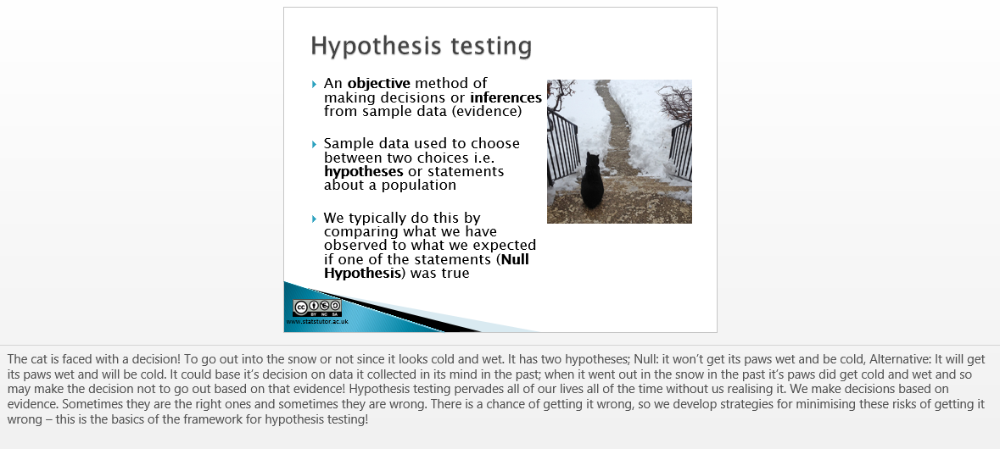 Hypothesis testing
An objective method of
making decisions or inferences
from sample data (evidence)
Sample data used to choose
between two choices i.e.
hypotheses or statements
about a population
We typically do this by
comparing what we have
observed to what we expected
if one of the statements (Null
Hypothesis) was true
cc BY NC SA
www.statstutor.ac.uk
The cat is faced with a decision! To go out into the snow or not since it looks cold and wet. It has two hypotheses; Null: it won’t get its paws wet and be cold, Alternative: It will get
its paws wet and will be cold. It could base it’s decision on data it collected in its mind in the past; when it went out in the snow in the past it’s paws did get cold and wet and so
may make the decision not to go out based on that evidence! Hypothesis testing pervades all of our lives all of the time without us realising it. We make decisions based on
evidence. Sometimes they are the right ones and sometimes they are wrong. There is a chance of getting it wrong, so we develop strategies for minimising these risks of getting it
wrong – this is the basics of the framework for hypothesis testing!